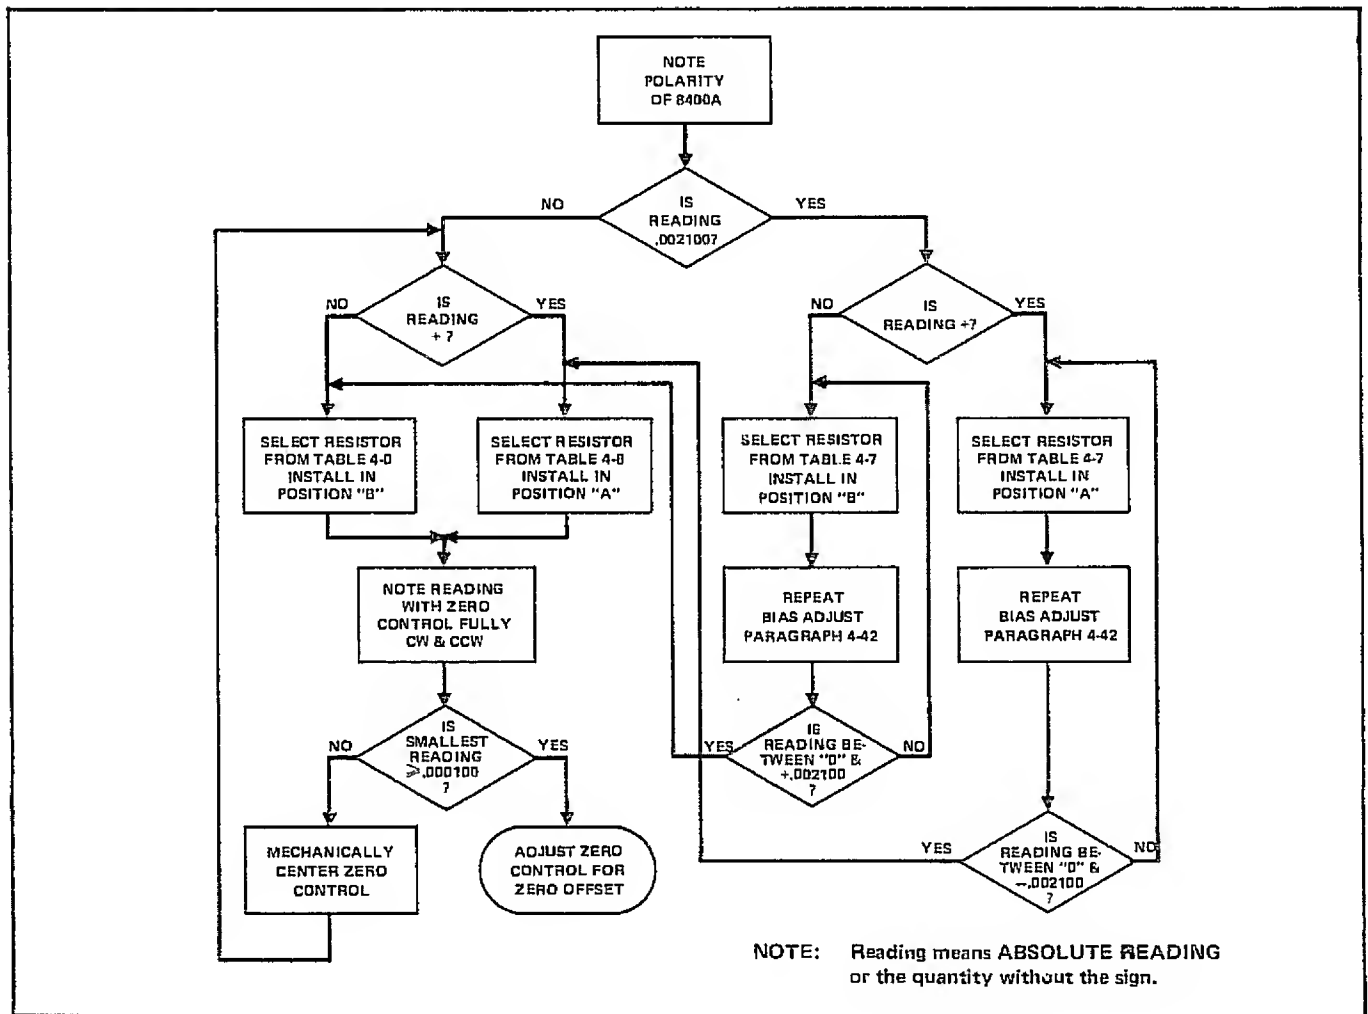 NOTE
POLARITY
OF 8400A
IS
READING
.002100?
NO
YES
IS
READING
+ ?
NO
YES
IS
READING +?
NO
YES
SELECT RESISTOR
FROM TABLE 4-8
INSTALL IN
POSITION "B"
SELECT RESISTOR
FROM TABLE 4-8
INSTALL IN
POSITION "A"
SELECT RESISTOR
FROM TABLE 4-7
INSTALL IN
POSITION "B"
SELECT RESISTOR
FROM TABLE 4-7
INSTALL IN
POSITION "A"
NOTE READING
WITH ZERO
CONTROL FULLY
CW & CCW
REPEAT
BIAS ADJUST
PARAGRAPH 4-42
REPEAT
BIAS ADJUST
PARAGRAPH 4-42
IS
SMALLEST
READING
≥.000100
?
NO
YES
IS
READING BE-
TWEEN "0" &
+.002100
?
YES
NO
IS
READING BE-
TWEEN "0" &
–.002100
?
YES
NO
MECHANICALLY
CENTER ZERO
CONTROL
ADJUST ZERO
CONTROL FOR
ZERO OFFSET
NOTE: Reading means ABSOLUTE READING
or the quantity without the sign.